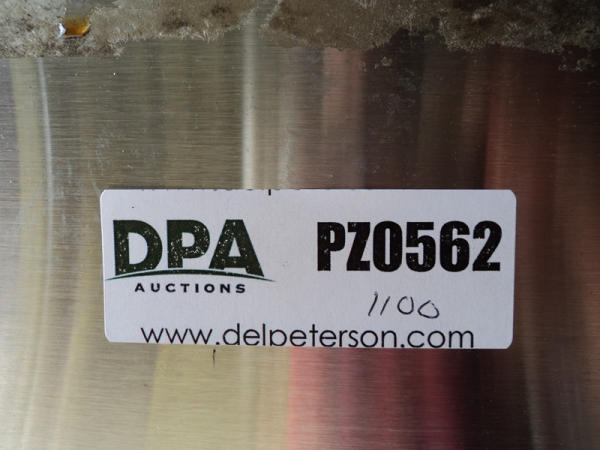 DPA
AUCTIONS
PZ0562
1100
www.delpeterson.com